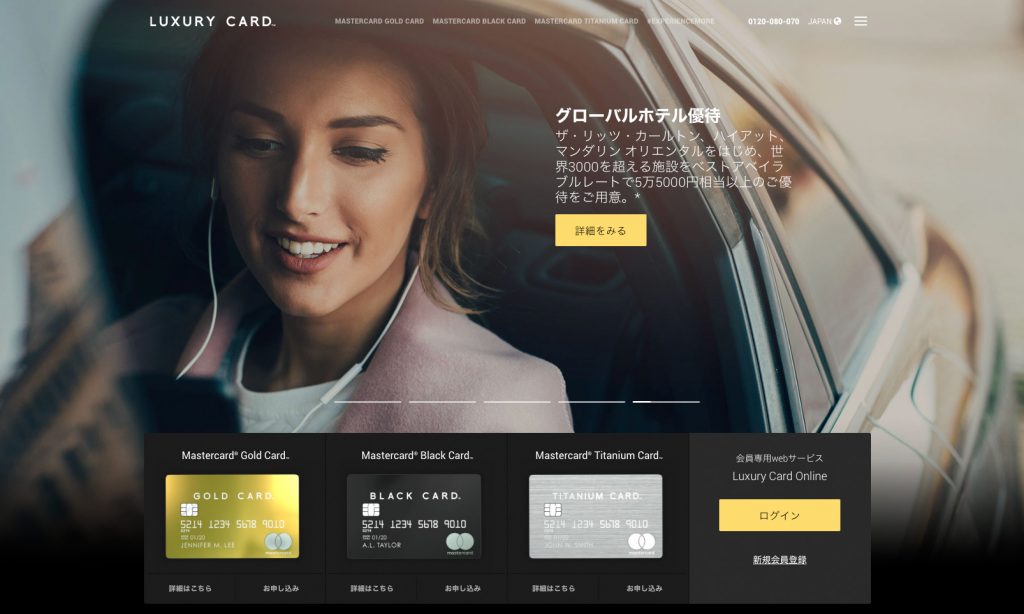 LUXURY CARD™
MASTERCARD GOLD CARD
MASTERCARD BLACK CARD
MASTERCARD TITANIUM CARD
#EXPERIENCEMORE
0120-080-070
JAPAN
グローバルホテル優待
ザ・リッツ・カールトン、ハイアット、
マンダリン オリエンタルをはじめ、世
界3000を超える施設をベストアベイラ
ブルレートで5万5000円相当以上のご優
待をご用意。*
詳細をみる
Mastercard® Gold Card™
GOLD CARD™
5214 1234 5678 9010
5214
01/20
JENNIFER M. LEE
mastercard
詳細はこちら
お申し込み
Mastercard® Black Card™
BLACK CARD™
5214 1234 5678 9010
5214
01/20
A.L. TAYLOR
mastercard
詳細はこちら
お申し込み
Mastercard® Titanium Card™
TITANIUM CARD™
5214 1234 5678 9010
5214
01/20
JOHN W. SMITH
mastercard
詳細はこちら
お申し込み
会員専用webサービス
Luxury Card Online
ログイン
新規会員登録